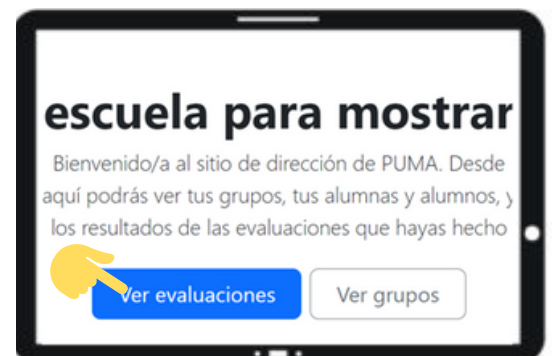 escuela para mostrar
Bienvenido/a al sitio de dirección de PUMA. Desde
aquí podrás ver tus grupos, tus alumnas y alumnos, y
los resultados de las evaluaciones que hayas hecho
Ver evaluaciones
Ver grupos